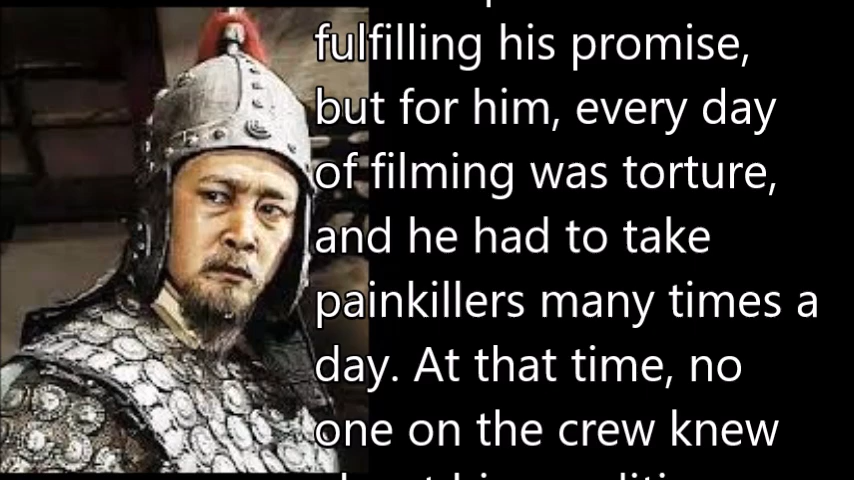 fulfilling his promise,
but for him, every day
of filming was torture,
and he had to take
painkillers many times a
day. At that time, no
one on the crew knew